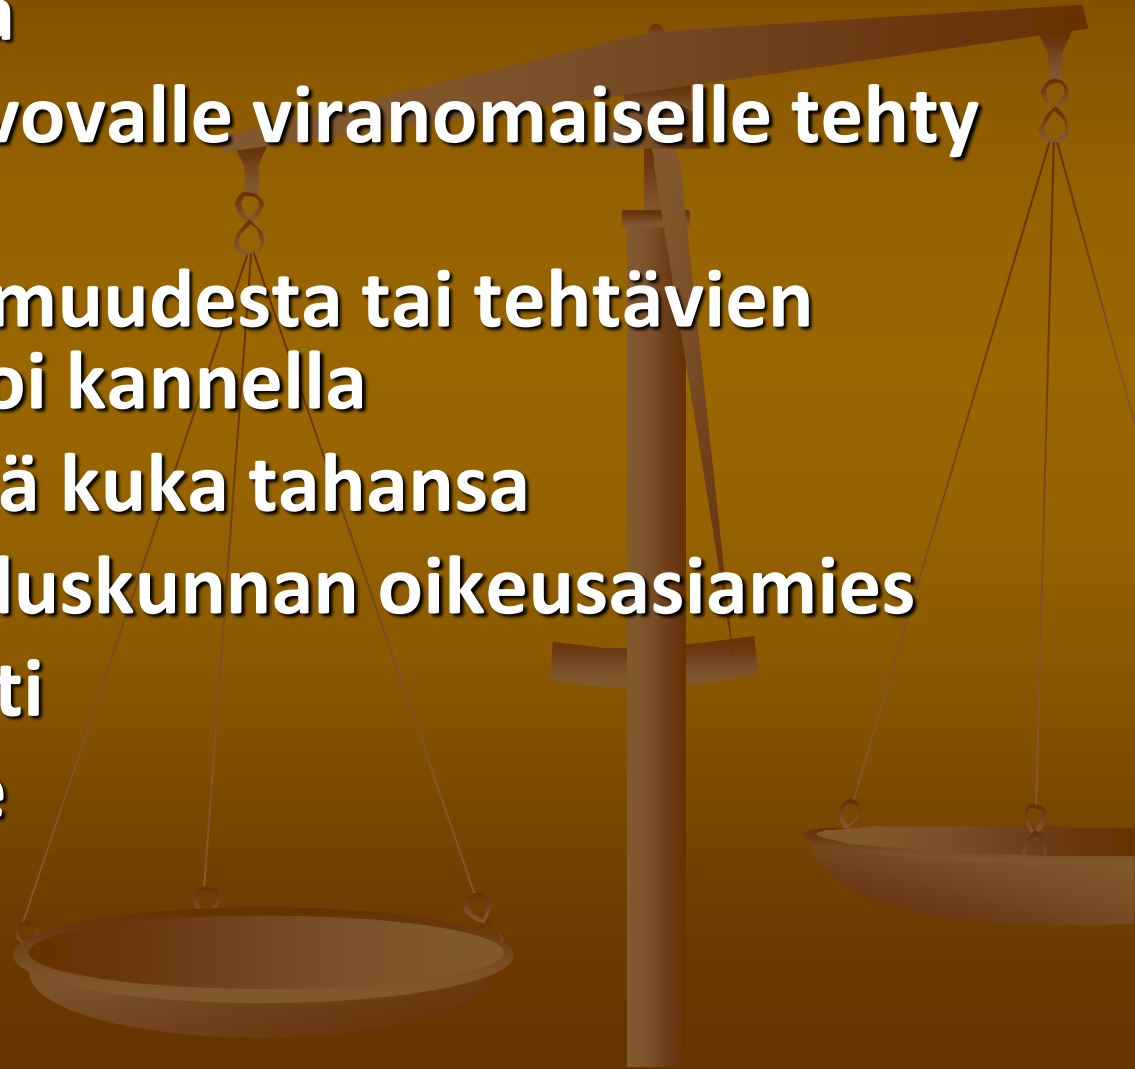 vovalle viranomaiselle tehty
muudesta tai tehtävien
oi kannella
ä kuka tahansa
luskunnan oikeusasiamies
ti